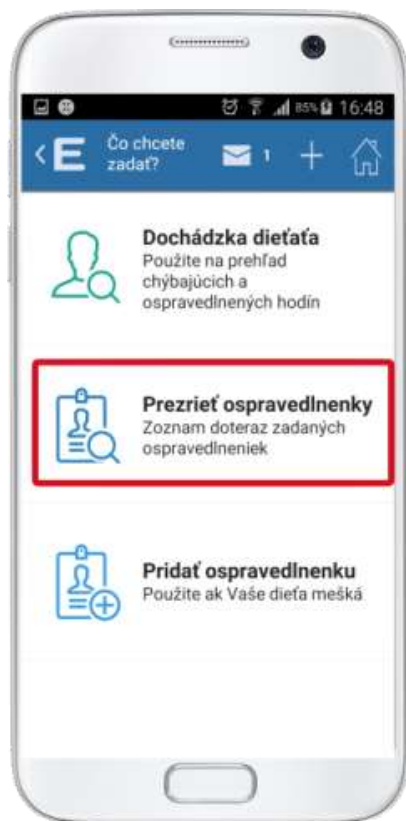 85% 16:48
E Čo chcete
zadať? 1
Dochádzka dieťaťa
Použite na prehľad
chýbajúcich a
ospravedlnených hodín
Prezrieť ospravedlnenky
Zoznam doteraz zadaných
ospravedlneniek
Pridať ospravedlnenku
Použite ak Vaše dieťa mešká